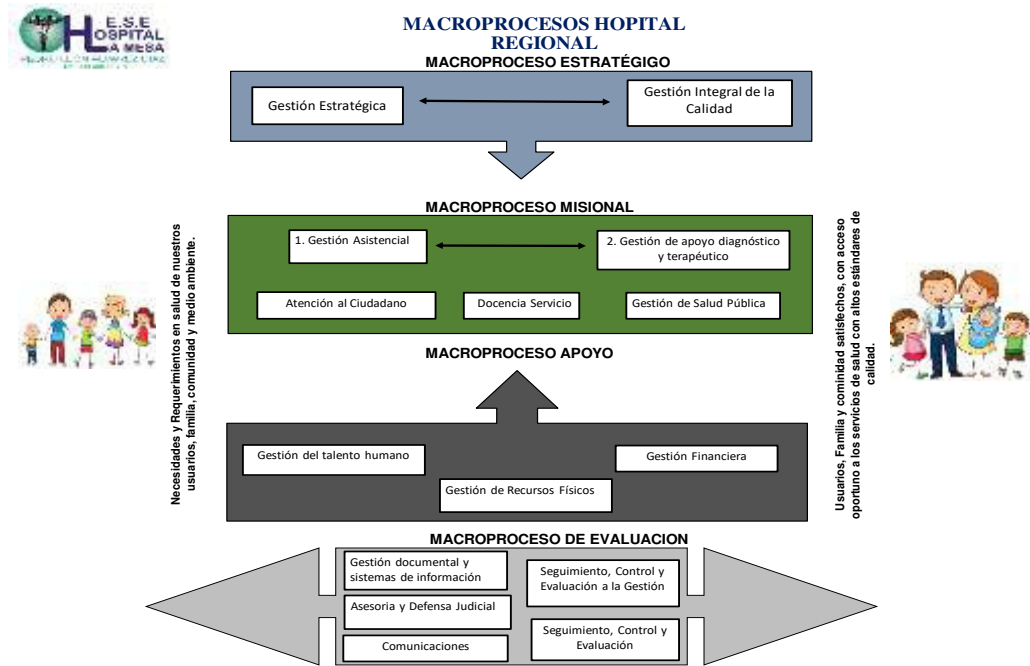 E.S.E
HOSPITAL
LA MESA
PEDRO LEON ALVAREZ DIAZ
MACROPROCESOS HOPITAL
REGIONAL
MACROPROCESO ESTRATÉGIGO
Gestión Estratégica
Gestión Integral de la
Calidad
MACROPROCESO MISIONAL
1. Gestión Asistencial
2. Gestión de apoyo diagnóstico
y terapéutico
Atención al Ciudadano
Docencia Servicio
Gestión de Salud Pública
Necesidades y Requerimientos en salud de nuestros
usuarios, familia, comunidad y medio ambiente.
Usuarios, Familia y cominidad satisfechos, con acceso
oportuno a los servicios de salud con altos estándares de
calidad.
MACROPROCESO APOYO
Gestión del talento humano
Gestión Financiera
Gestión de Recursos Físicos
MACROPROCESO DE EVALUACION
Gestión documental y
sistemas de información
Seguimiento, Control y
Evaluación a la Gestión
Asesoria y Defensa Judicial
Comunicaciones
Seguimiento, Control y
Evaluación